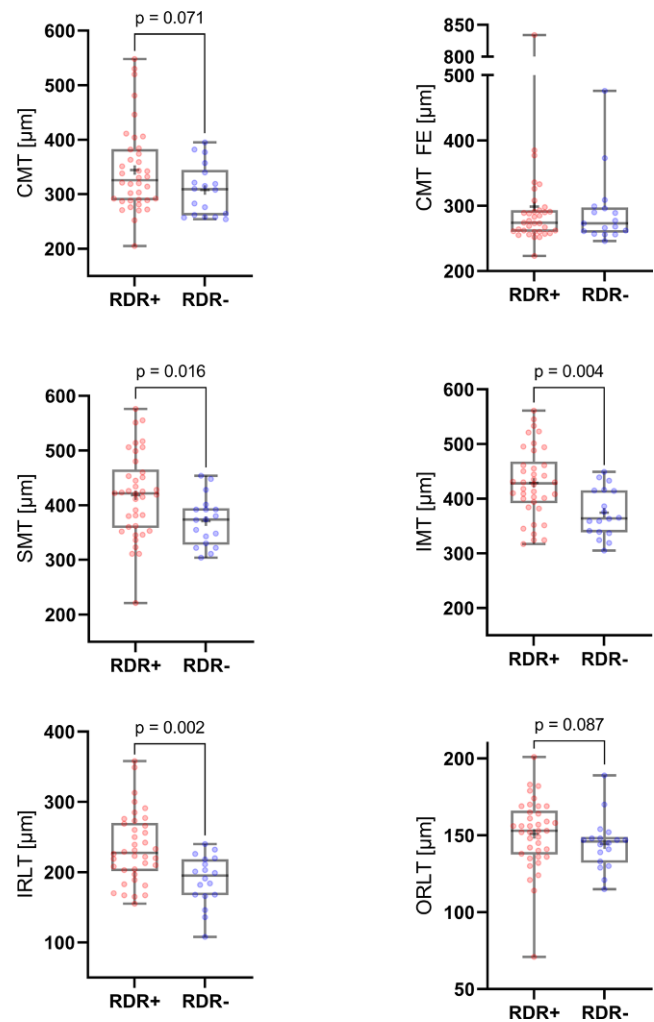 p = 0.071
CMT [µm]
600
500
400
300
200
RDR+ RDR-
CMT FE [µm]
850
800
500
400
300
200
RDR+ RDR-
p = 0.016
SMT [µm]
600
500
400
300
200
RDR+ RDR-
p = 0.004
IMT [µm]
600
500
400
300
200
RDR+ RDR-
p = 0.002
IRLT [µm]
400
300
200
100
RDR+ RDR-
p = 0.087
ORLT [µm]
200
150
100
50
RDR+ RDR-